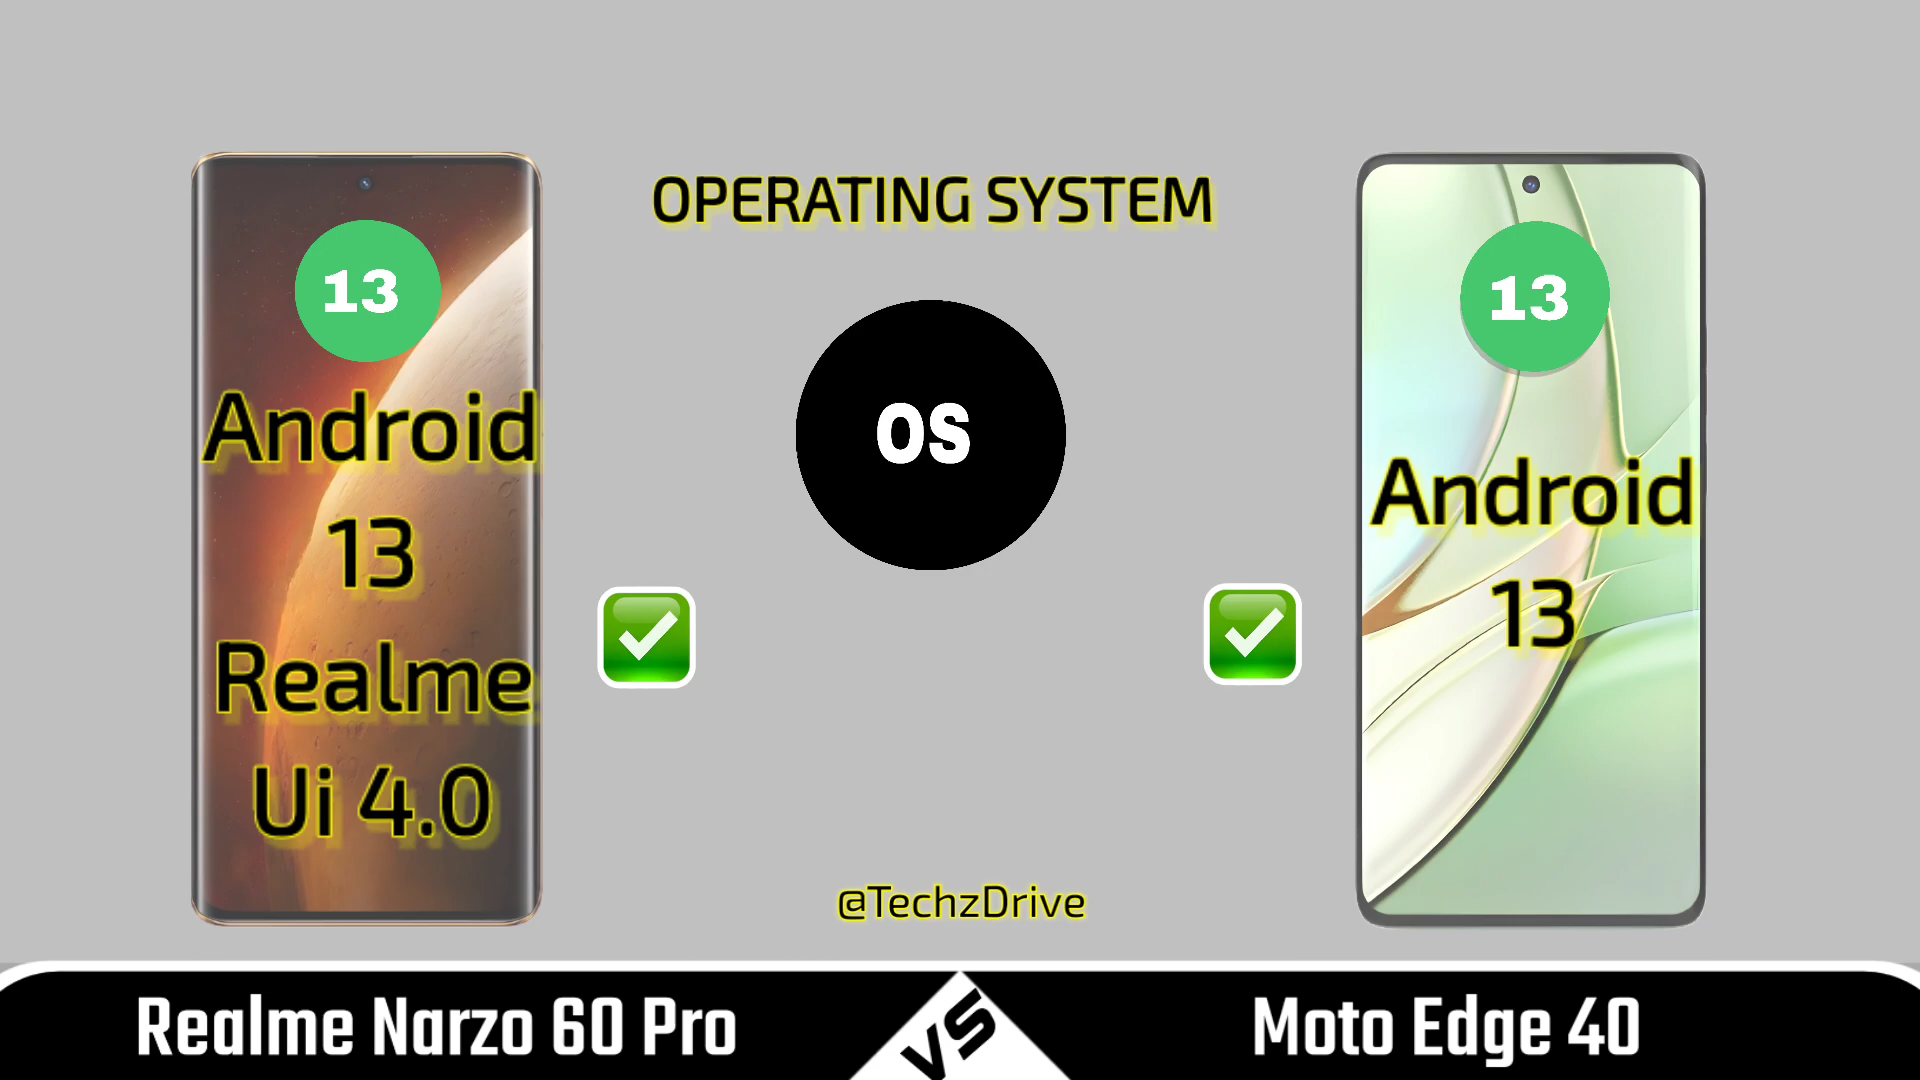 OPERATING SYSTEM
13
Android
13
Realme
Ui 4.0
OS
13
Android
13
@TechzDrive
Realme Narzo 60 Pro
VS
Moto Edge 40